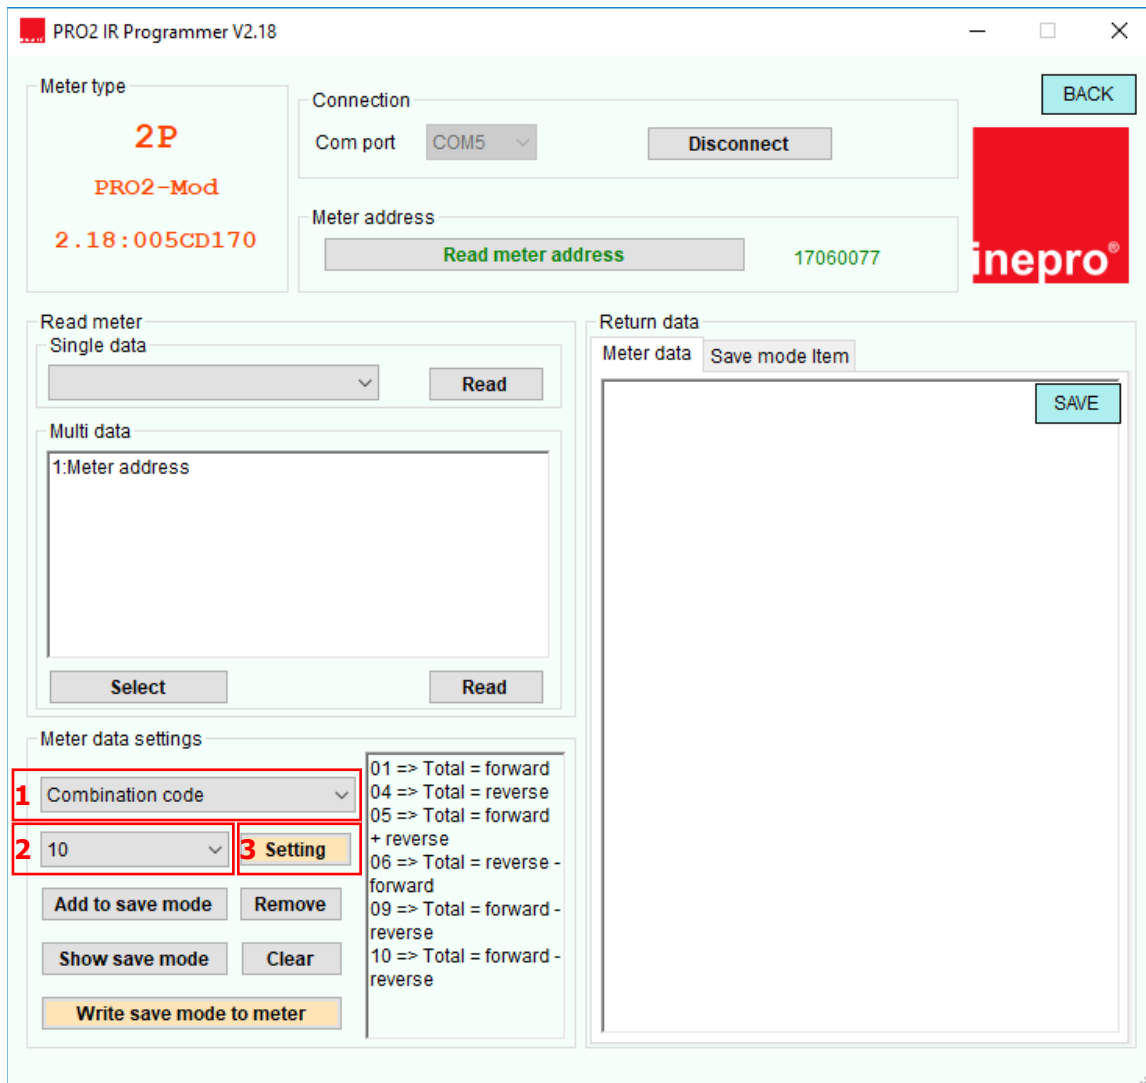 PRO2 IR Programmer V2.18
Meter type
2P
PRO2-Mod
2.18:005CD170
Connection
Com port COM5 Disconnect
BACK
Meter address
Read meter address 17060077
inepro®
Read meter
Single data
Read
Multi data
1:Meter address
Select Read
Return data
Meter data Save mode Item
SAVE
Meter data settings
1 Combination code
2 10 3 Setting
Add to save mode Remove
Show save mode Clear
Write save mode to meter
01 => Total = forward
04 => Total = reverse
05 => Total = forward
+ reverse
06 => Total = reverse -
forward
09 => Total = forward -
reverse
10 => Total = forward -
reverse